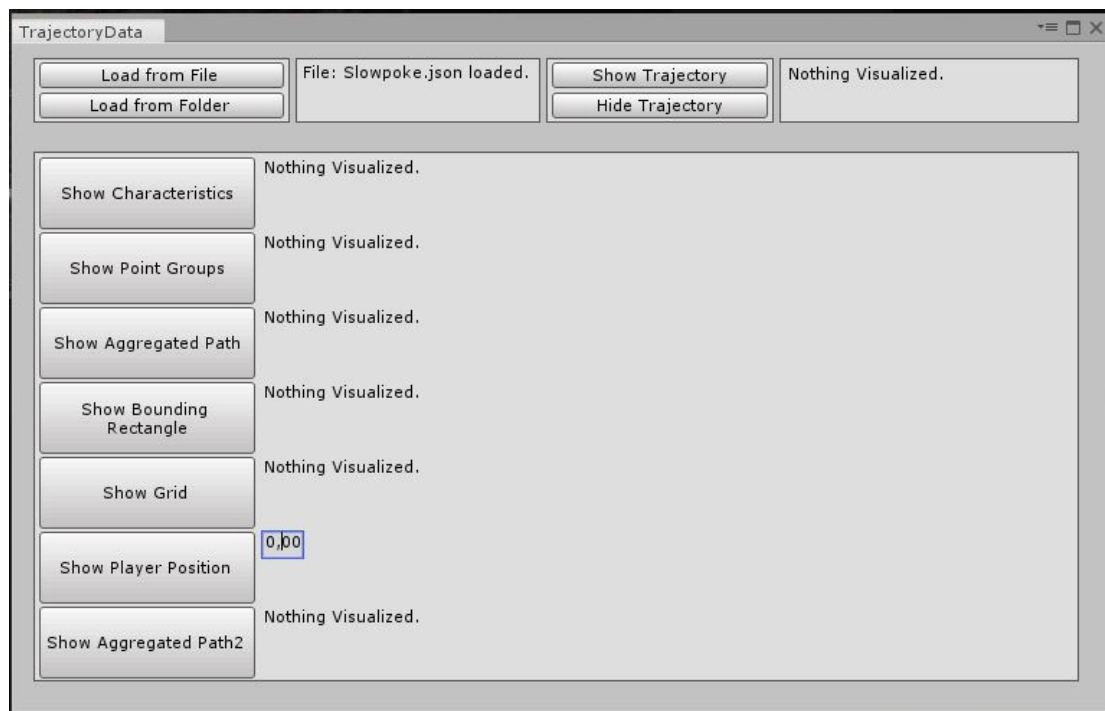 TrajectoryData
Load from File
Load from Folder
File: Slowpoke.json loaded.
Show Trajectory
Hide Trajectory
Nothing Visualized.
Show Characteristics
Nothing Visualized.
Show Point Groups
Nothing Visualized.
Show Aggregated Path
Nothing Visualized.
Show Bounding
Rectangle
Nothing Visualized.
Show Grid
Nothing Visualized.
Show Player Position
0,00
Show Aggregated Path2
Nothing Visualized.